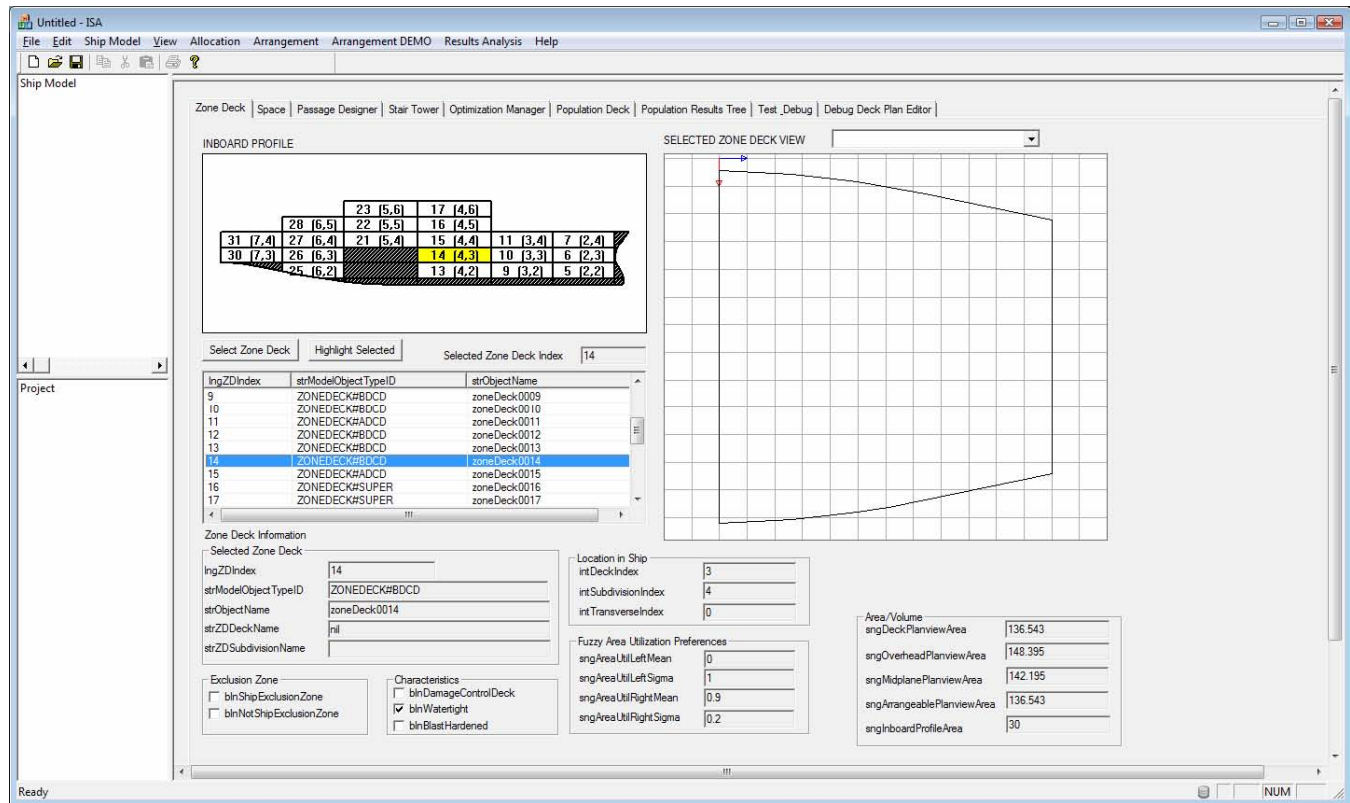 Untitled - ISA
File Edit Ship Model View Allocation Arrangement Arrangement DEMO Results Analysis Help
Ship Model
Zone Deck Space Passage Designer Stair Tower Optimization Manager Population Deck Population Results Tree Test _Debug Debug Deck Plan Editor
INBOARD PROFILE
SELECTED ZONE DECK VIEW
23 (5,6) 17 (4,6)
28 (6,5) 22 (5,5) 16 (4,5)
31 (7,4) 27 (6,4) 21 (5,4) 15 (4,4) 11 (3,4) 7 (2,4)
30 (7,3) 26 (6,3) 14 (4,3) 10 (3,3) 6 (2,3)
25 (6,2) 13 (4,2) 9 (3,2) 5 (2,2)
Select Zone Deck Highlight Selected Selected Zone Deck Index 14
Project
lngZDIndex strModelObjectTypeID strObjectName
9 ZONEDECK#BDCD zoneDeck0009
10 ZONEDECK#BDCD zoneDeck0010
11 ZONEDECK#ADCD zoneDeck0011
12 ZONEDECK#BDCD zoneDeck0012
13 ZONEDECK#BDCD zoneDeck0013
14 ZONEDECK#BDCD zoneDeck0014
15 ZONEDECK#ADCD zoneDeck0015
16 ZONEDECK#SUPER zoneDeck0016
17 ZONEDECK#SUPER zoneDeck0017
Zone Deck Information
Selected Zone Deck
lngZDIndex 14
strModelObjectTypeID ZONEDECK#BDCD
strObjectName zoneDeck0014
strZDDeckName nil
strZDSubdivisionName
Exclusion Zone
blnShipExclusionZone
blnNotShipExclusionZone
Characteristics
blnDamageControlDeck
blnWatertight
blnBlastHardened
Location in Ship
intDeckIndex 3
intSubdivisionIndex 4
intTransverseIndex 0
Fuzzy Area Utilization Preferences
sngAreaUtilLeftMean 0
sngAreaUtilLeftSigma 1
sngAreaUtilRightMean 0.9
sngAreaUtilRightSigma 0.2
Area/Volume
sngDeckPlanviewArea 136.543
sngOverheadPlanviewArea 148.395
sngMidplanePlanviewArea 142.195
sngArrangeablePlanviewArea 136.543
sngInboardProfileArea 30
Ready
NUM